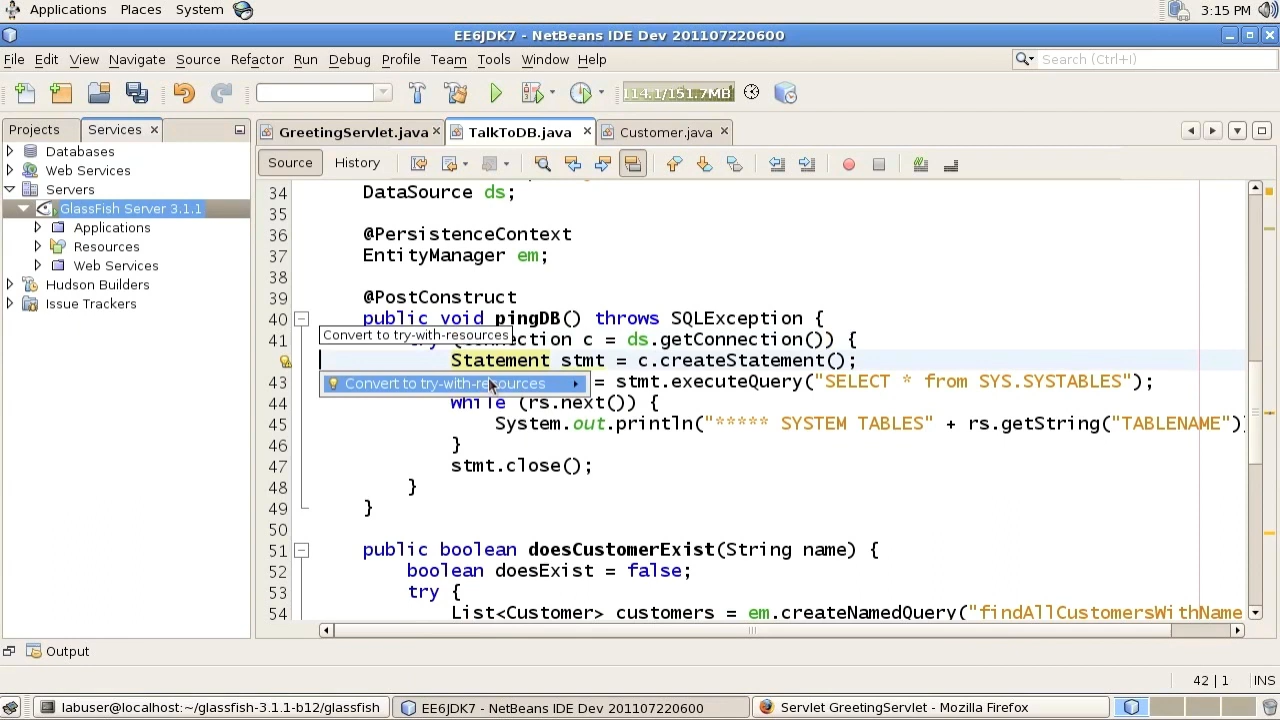 Applications Places System 3:15 PM
EE6JDK7 - NetBeans IDE Dev 201107220600
File Edit View Navigate Source Refactor Run Debug Profile Team Tools Window Help Search (Ctrl+I)
114.1/151.7MB
Projects Services GreetingServlet.java TalkToDB.java Customer.java
Source History
Databases
Web Services
Servers
GlassFish Server 3.1.1
Applications
Resources
Web Services
Hudson Builders
Issue Trackers
34 DataSource ds;
35
36 @PersistenceContext
37 EntityManager em;
38
39 @PostConstruct
40 public void pingDB() throws SQLException {
Convert to try-with-resources
41 c = ds.getConnection()) {
Statement stmt = c.createStatement();
Convert to try-with-resources
43 = stmt.executeQuery("SELECT * from SYS.SYSTABLES");
44 while (rs.next()) {
45 System.out.println("***** SYSTEM TABLES" + rs.getString("TABLENAME")
46 }
47 stmt.close();
48 }
49 }
50
51 public boolean doesCustomerExist(String name) {
52 boolean doesExist = false;
53 try {
54 List<Customer> customers = em.createNamedQuery("findAllCustomersWithName
Output
42 | 1 INS
labuser@localhost:~/glassfish-3.1.1-b12/glassfish EE6JDK7 - NetBeans IDE Dev 201107220600 Servlet GreetingServlet - Mozilla Firefox